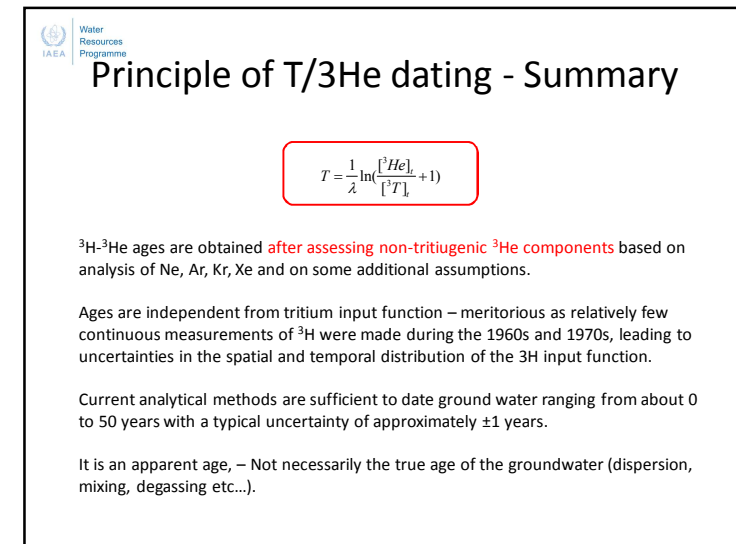 Water
Resources
Programme
IAEA
Principle of T/3He dating - Summary
T = 1/λ ln([³He]ₜ/[³T]ₜ + 1)
³H-³He ages are obtained after assessing non-tritiugenic ³He components based on
analysis of Ne, Ar, Kr, Xe and on some additional assumptions.
Ages are independent from tritium input function – meritorious as relatively few
continuous measurements of ³H were made during the 1960s and 1970s, leading to
uncertainties in the spatial and temporal distribution of the 3H input function.
Current analytical methods are sufficient to date ground water ranging from about 0
to 50 years with a typical uncertainty of approximately ±1 years.
It is an apparent age, – Not necessarily the true age of the groundwater (dispersion,
mixing, degassing etc...).